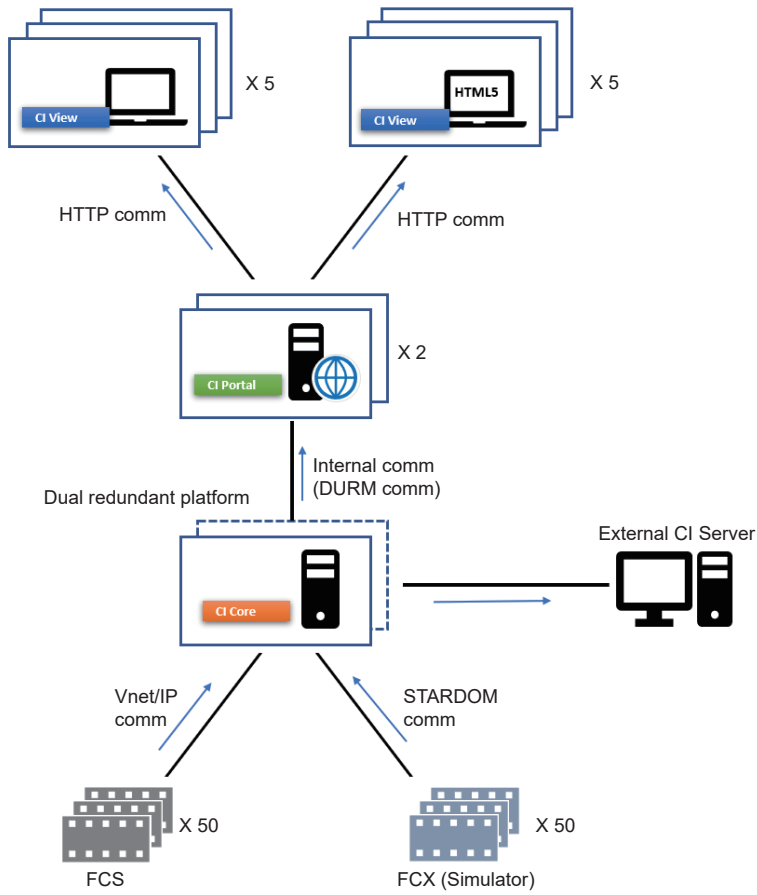 X 5
CI View
HTML5
X 5
CI View
HTTP comm
HTTP comm
X 2
CI Portal
Internal comm
(DURM comm)
Dual redundant platform
External CI Server
CI Core
Vnet/IP
comm
STARDOM
comm
X 50
X 50
FCS
FCX (Simulator)